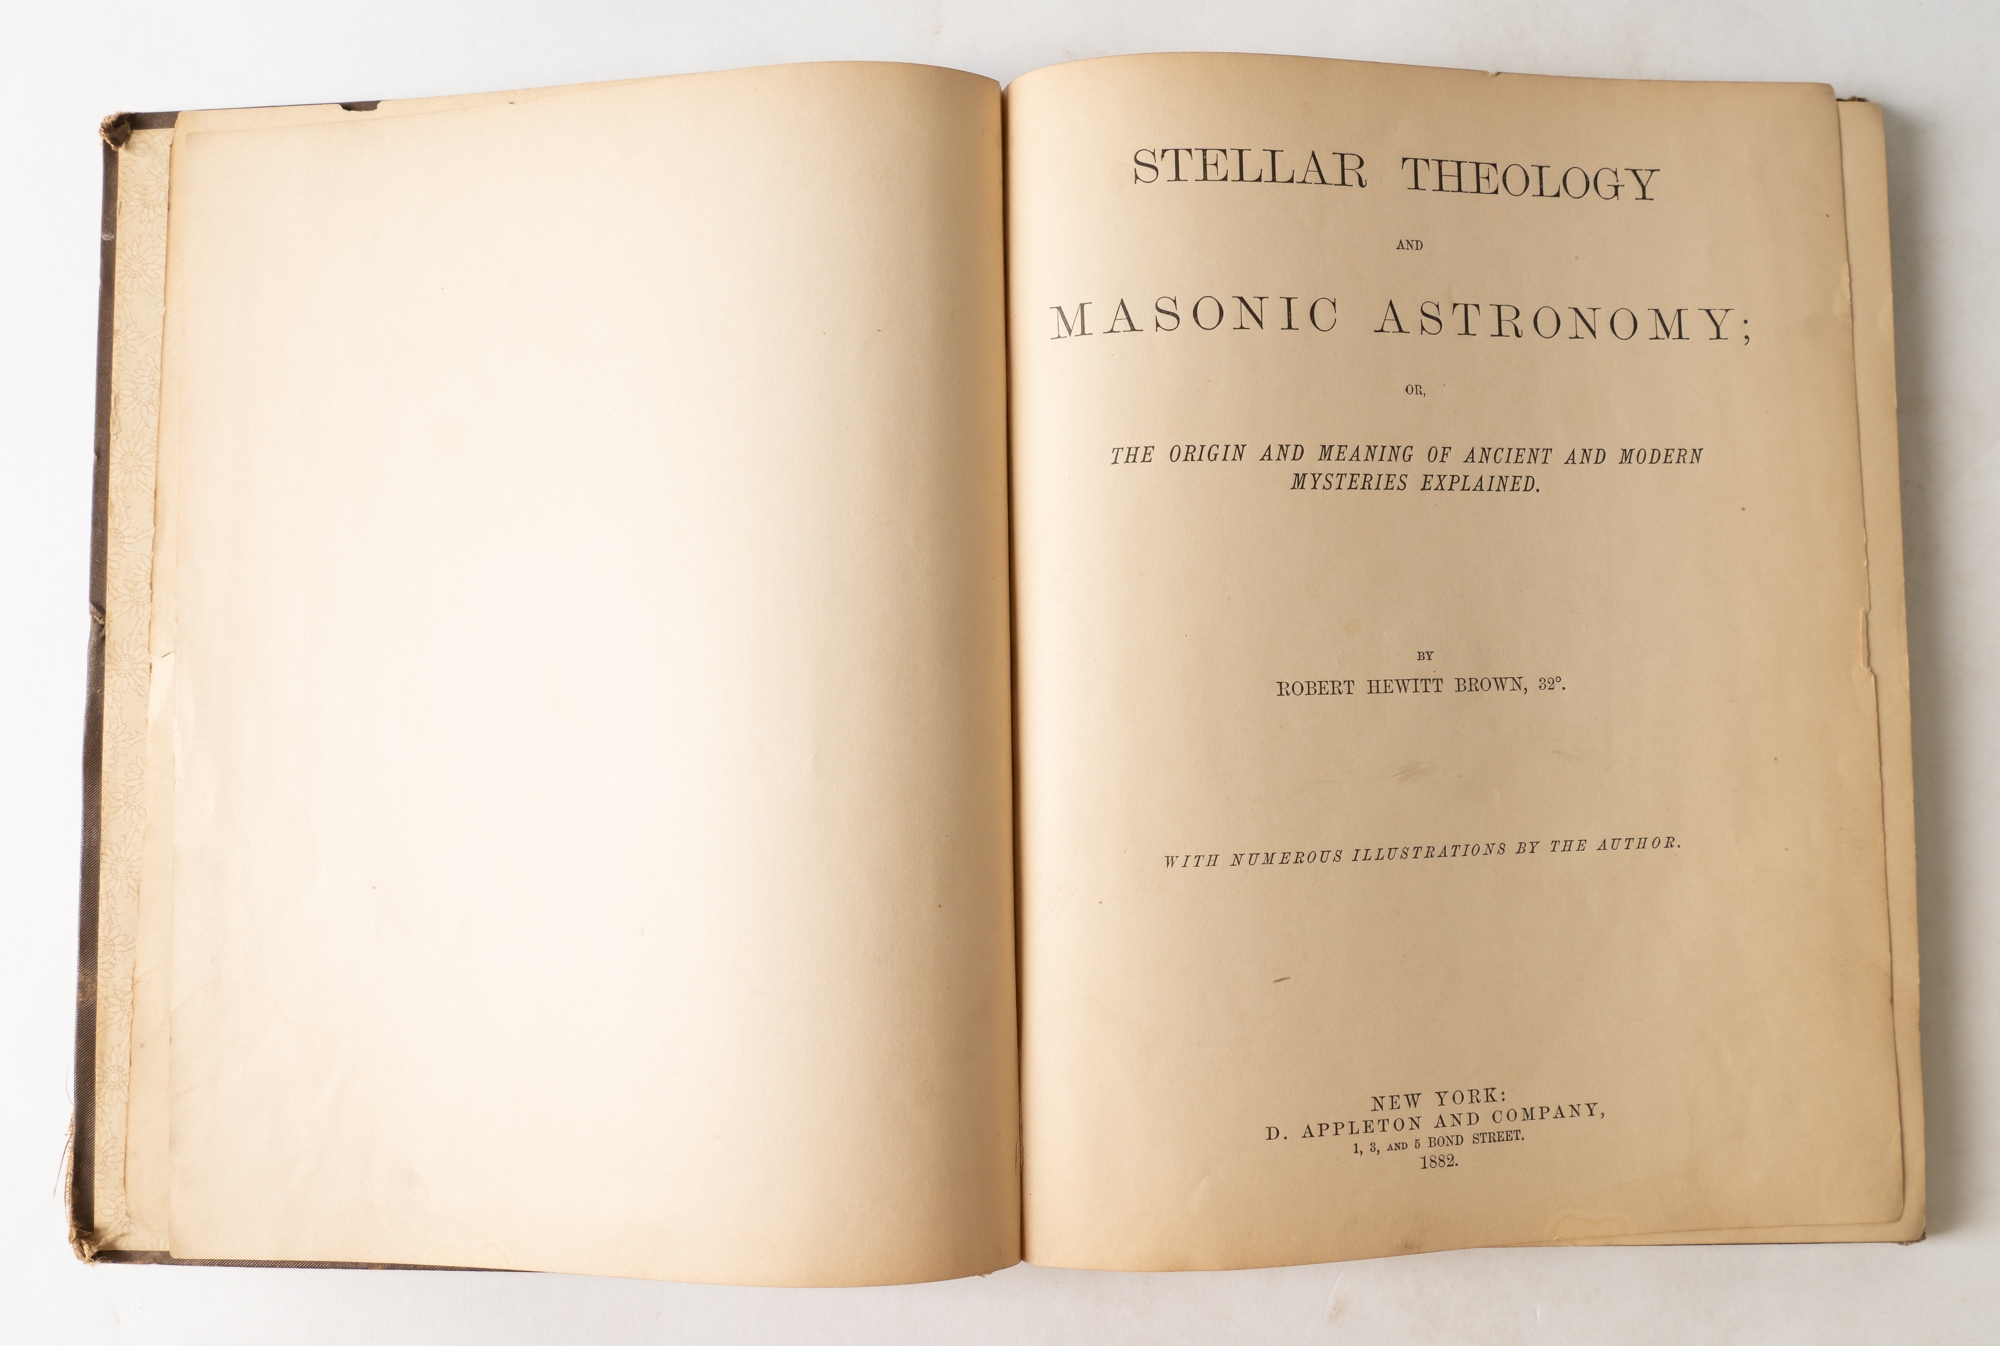 STELLAR THEOLOGY
AND
MASONIC ASTRONOMY;
OR,
THE ORIGIN AND MEANING OF ANCIENT AND MODERN
MYSTERIES EXPLAINED.
BY
ROBERT HEWITT BROWN, 32°.
WITH NUMEROUS ILLUSTRATIONS BY THE AUTHOR.
NEW YORK:
D. APPLETON AND COMPANY,
1, 3, AND 5 BOND STREET.
1882.